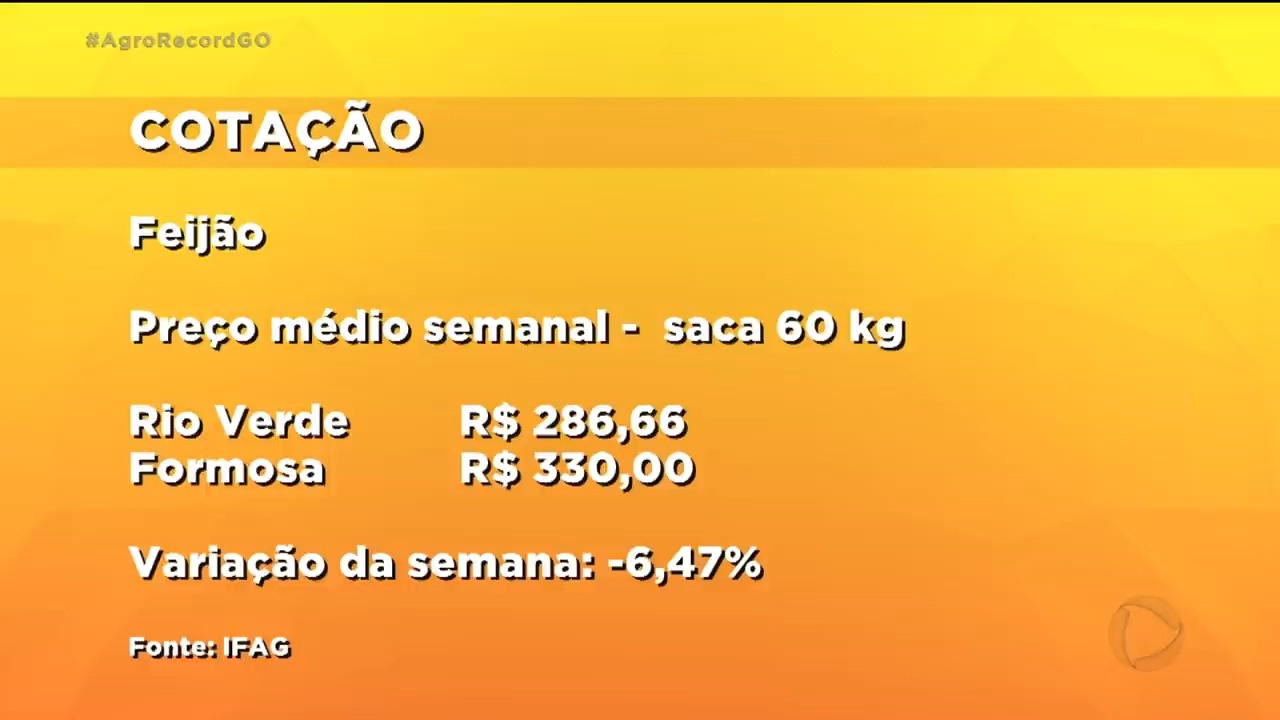 #AgroRecordGO
COTAÇÃO
Feijão
Preço médio semanal - saca 60 kg
Rio Verde R$ 286,66
Formosa R$ 330,00
Variação da semana: -6,47%
Fonte: IFAG